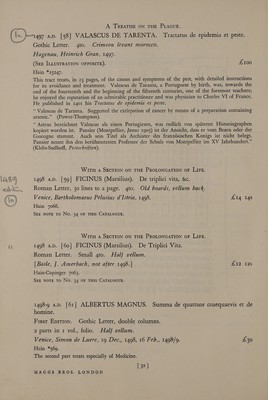 A Treatise on the Plague.
1497 A.D. [58] VALASCUS DE TARENTA. Tractatus de epidemia et peste.
Gothic Letter. 4to. Crimson levant morocco.
Hagenau, Heinrich Gran, 1497.
(See Illustration opposite). £100
Hain *15247.
This tract treats, in 25 pages, of the causes and symptoms of the pest, with detailed instructions
for its avoidance and treatment. Valascus de Taranta, a Portuguese by birth, was, towards the
end of the fourteenth and the beginning of the fifteenth centuries, one of the foremost teachers;
he enjoyed the reputation of an admirable practitioner and was physician to Charles VI of France.
He published in 1401 his Tractatus de epidemia et peste.
"Valascus de Taranta. Suggested the extirpation of cancer by means of a preparation containing
arsenic." (Power-Thompson).
"Astruc bezeichnet Valascus als einen Portugiesen, was endlich von späteren Historiographen
kopiert worden ist. Pansier (Montpellier, Janus 1905) ist der Ansicht, dass er vom Béarn oder der
Gascogne stammt. Auch sein Titel als Archiater des französischen Königs ist nicht belegt.
Pansier nennt ihn den berühmtesten Professor der Schule von Montpellier im XV Jahrhundert."
(Klebs-Sudhoff, Pestschriften).
With a Section on the Prolongation of Life.
1498 A.D. [59] FICINUS (Marsilius). De triplici vita, &c.
Roman Letter, 30 lines to a page. 4to. Old boards, vellum back.
Venice, Bartholomaeus Pelusius d'Istria, 1498. £14 14s
Hain 7066.
See note to No. 34 of this Catalogue.
With a Section on the Prolongation of Life.
1498 A.D. [60] FICINUS (Marsilius). De Triplici Vita.
Roman Letter. Small 4to. Half vellum.
[Basle, J. Amerbach, not after 1498.] £12 12s
Hain-Copinger 7063.
See note to No. 34 of this Catalogue.
1498-9 A.D. [61] ALBERTUS MAGNUS. Summa de quattuor coaequaevis et de
homine.
First Edition. Gothic Letter, double columns.
2 parts in 1 vol., folio. Half vellum.
Venice, Simon de Luere, 19 Dec., 1498, 16 Feb., 1498/9. £30
Hain *569.
The second part treats especially of Medicine.
[31]
MAGGS BROS. LONDON